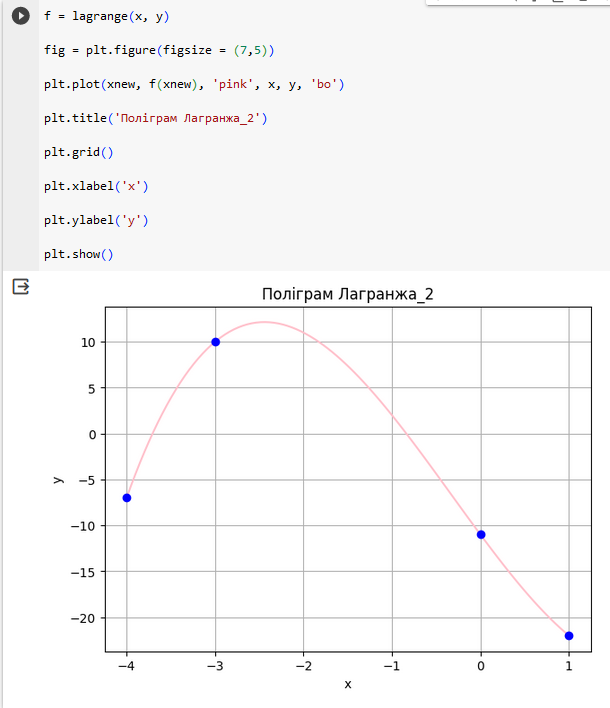 f = lagrange(x, y)
fig = plt.figure(figsize = (7,5))
plt.plot(xnew, f(xnew), 'pink', x, y, 'bo')
plt.title('Поліграм Лагранжа_2')
plt.grid()
plt.xlabel('x')
plt.ylabel('y')
plt.show()
Поліграм Лагранжа_2
10
5
0
−5
−10
−15
−20
y
−4 −3 −2 −1 0 1
x